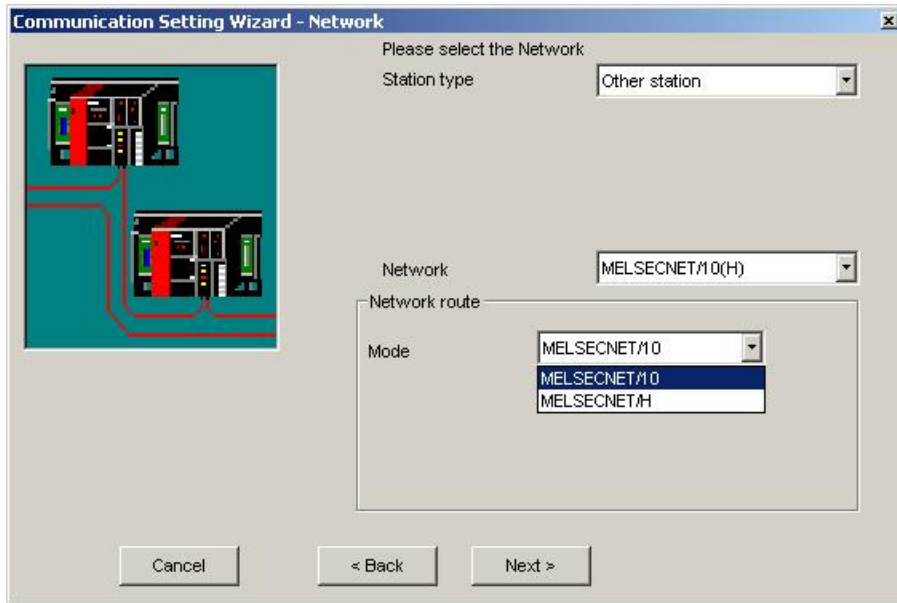 Communication Setting Wizard - Network
Please select the Network
Station type
Other station
Network
MELSECNET/10(H)
Network route
Mode
MELSECNET/10
MELSECNET/10
MELSECNET/H
Cancel
< Back
Next >